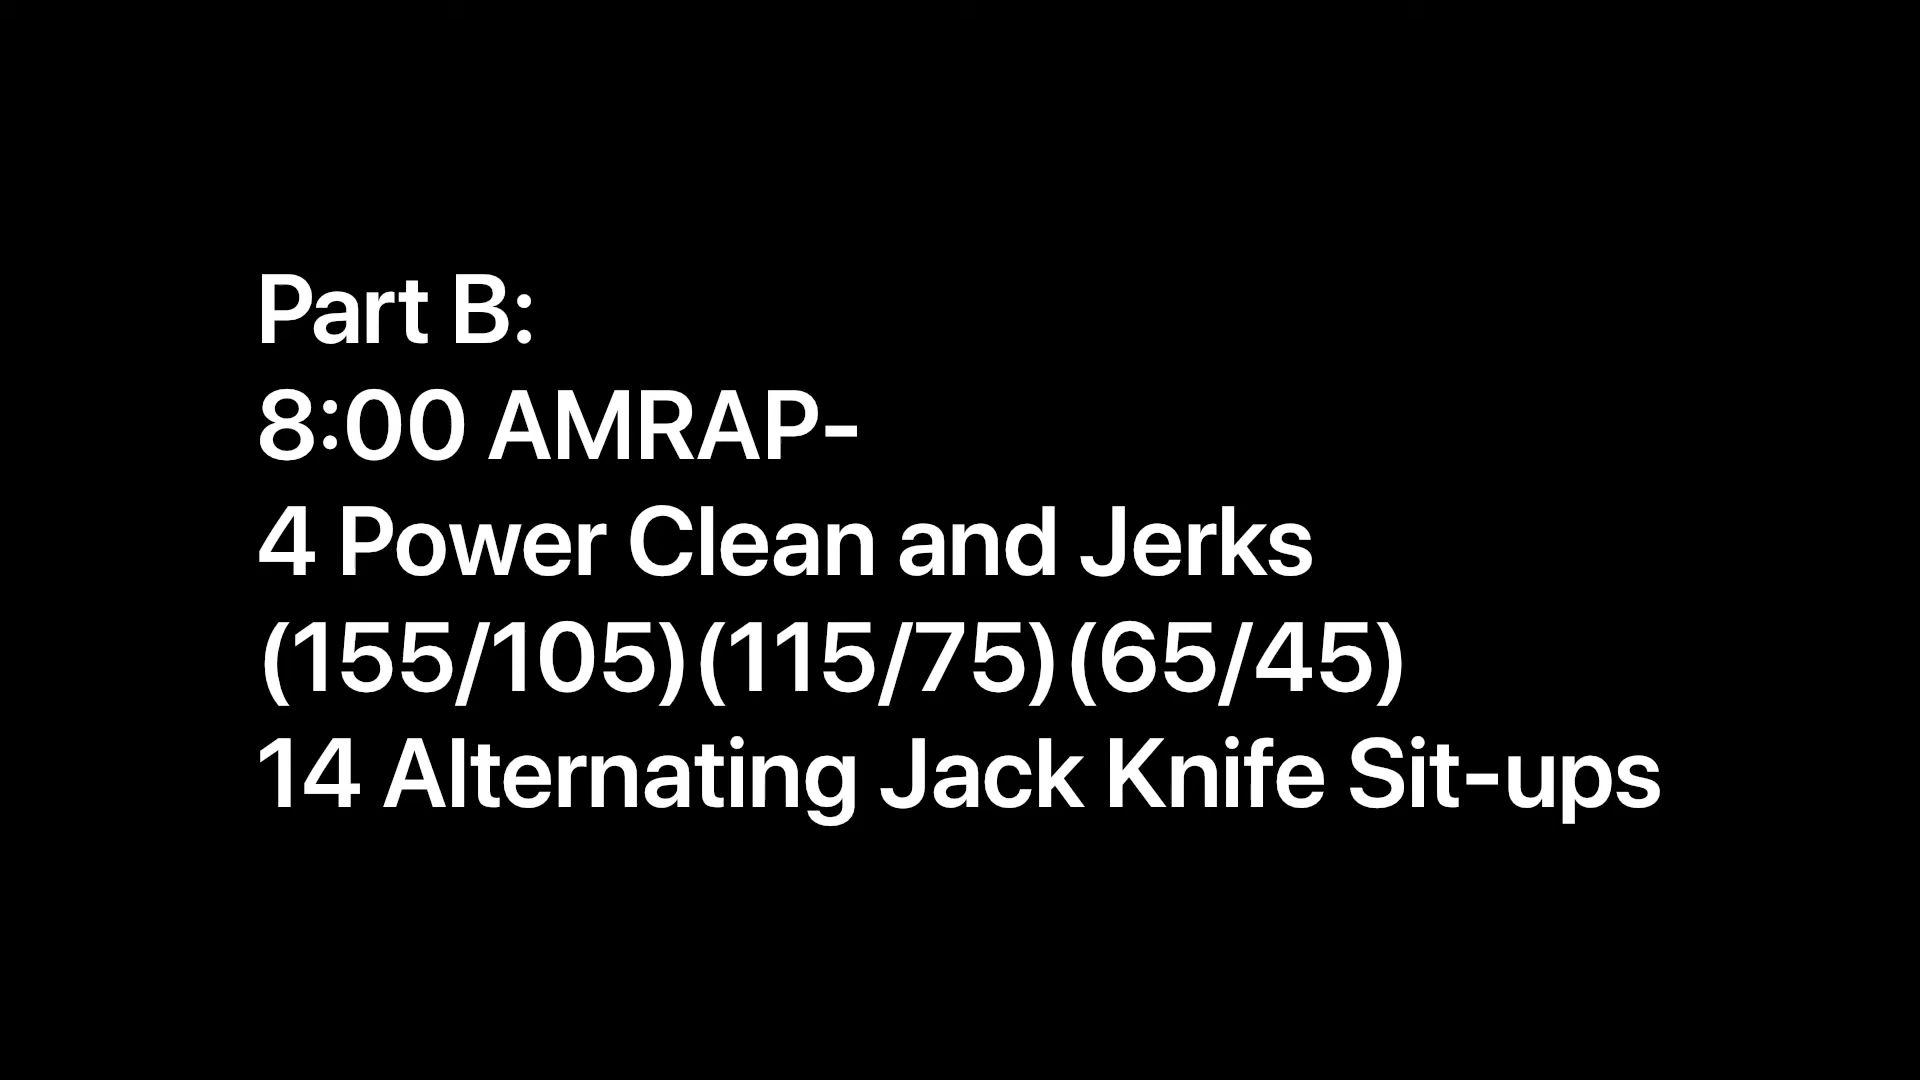 Part B:
8:00 AMRAP-
4 Power Clean and Jerks
(155/105)(115/75)(65/45)
14 Alternating Jack Knife Sit-ups